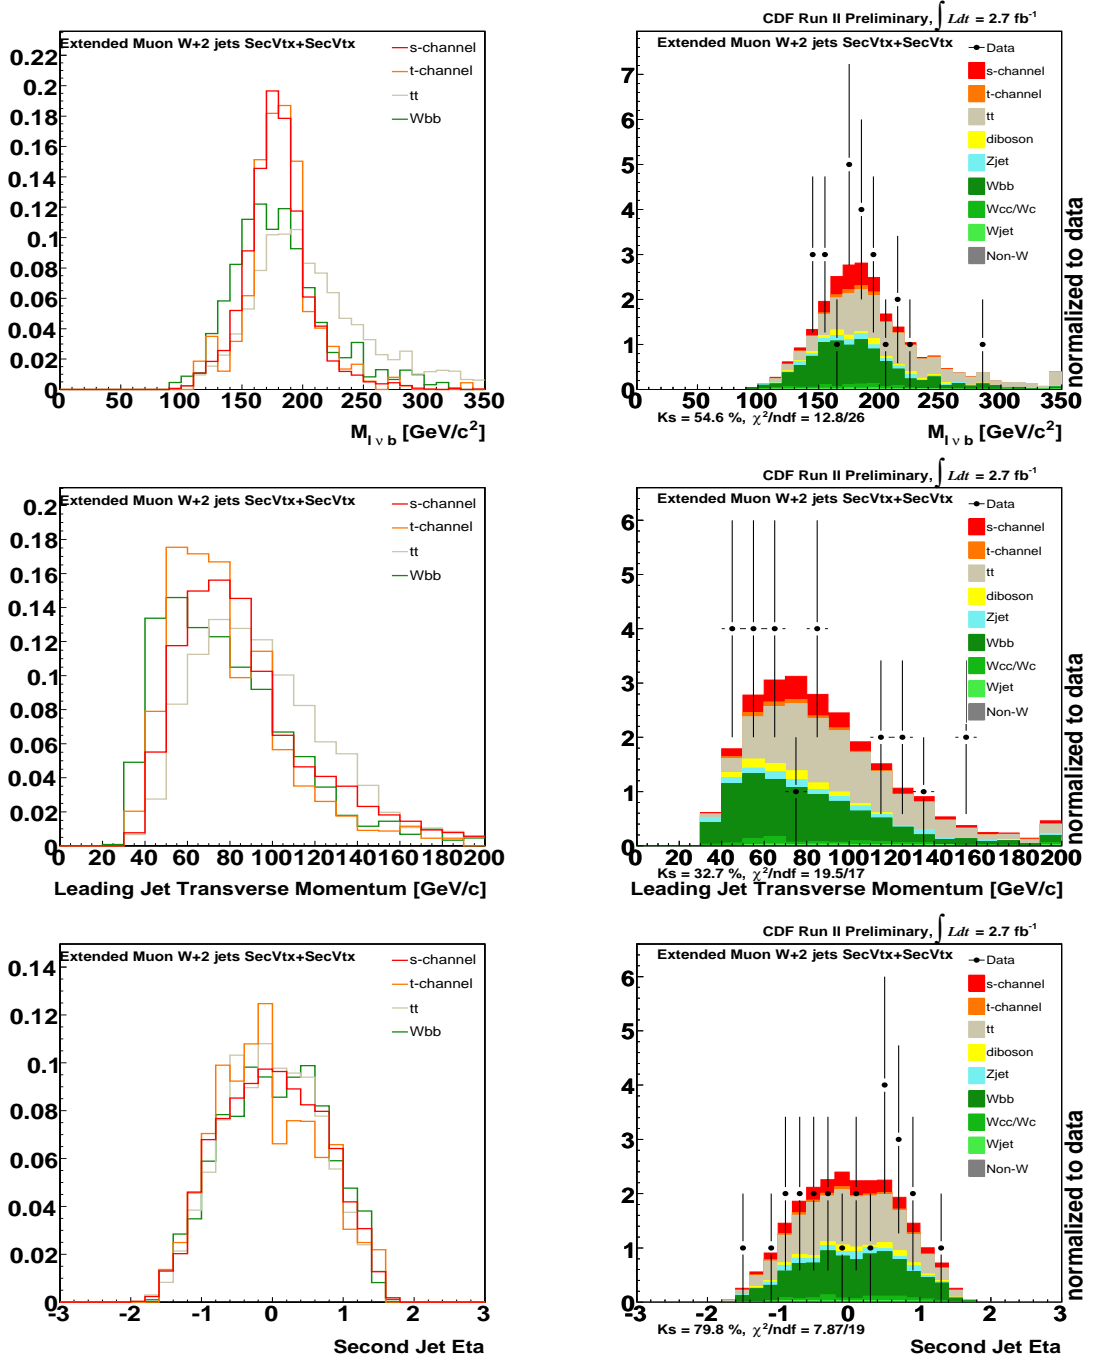 Extended Muon W+2 jets SecVtx+SecVtx
s-channel
t-channel
tt
Wbb
0.22
0.2
0.18
0.16
0.14
0.12
0.1
0.08
0.06
0.04
0.02
0
0 50 100 150 200 250 300 350
M_{l ν b} [GeV/c²]
CDF Run II Preliminary, ∫ Ldt = 2.7 fb⁻¹
Extended Muon W+2 jets SecVtx+SecVtx
Data
s-channel
t-channel
tt
diboson
Zjet
Wbb
Wcc/Wc
Wjet
Non-W
7
6
5
4
3
2
1
0
0 50 100 150 200 250 300 350
Ks = 54.6 %, χ²/ndf = 12.8/26
M_{l ν b} [GeV/c²]
normalized to data
Extended Muon W+2 jets SecVtx+SecVtx
s-channel
t-channel
tt
Wbb
0.2
0.18
0.16
0.14
0.12
0.1
0.08
0.06
0.04
0.02
0
0 20 40 60 80 100 120 140 160 180 200
Leading Jet Transverse Momentum [GeV/c]
CDF Run II Preliminary, ∫ Ldt = 2.7 fb⁻¹
Extended Muon W+2 jets SecVtx+SecVtx
Data
s-channel
t-channel
tt
diboson
Zjet
Wbb
Wcc/Wc
Wjet
Non-W
6
5
4
3
2
1
0
0 20 40 60 80 100 120 140 160 180 200
Ks = 32.7 %, χ²/ndf = 19.5/17
Leading Jet Transverse Momentum [GeV/c]
normalized to data
Extended Muon W+2 jets SecVtx+SecVtx
s-channel
t-channel
tt
Wbb
0.14
0.12
0.1
0.08
0.06
0.04
0.02
0
-3 -2 -1 0 1 2 3
Second Jet Eta
CDF Run II Preliminary, ∫ Ldt = 2.7 fb⁻¹
Extended Muon W+2 jets SecVtx+SecVtx
Data
s-channel
t-channel
tt
diboson
Zjet
Wbb
Wcc/Wc
Wjet
Non-W
6
5
4
3
2
1
0
-3 -2 -1 0 1 2 3
Ks = 79.8 %, χ²/ndf = 7.87/19
Second Jet Eta
normalized to data